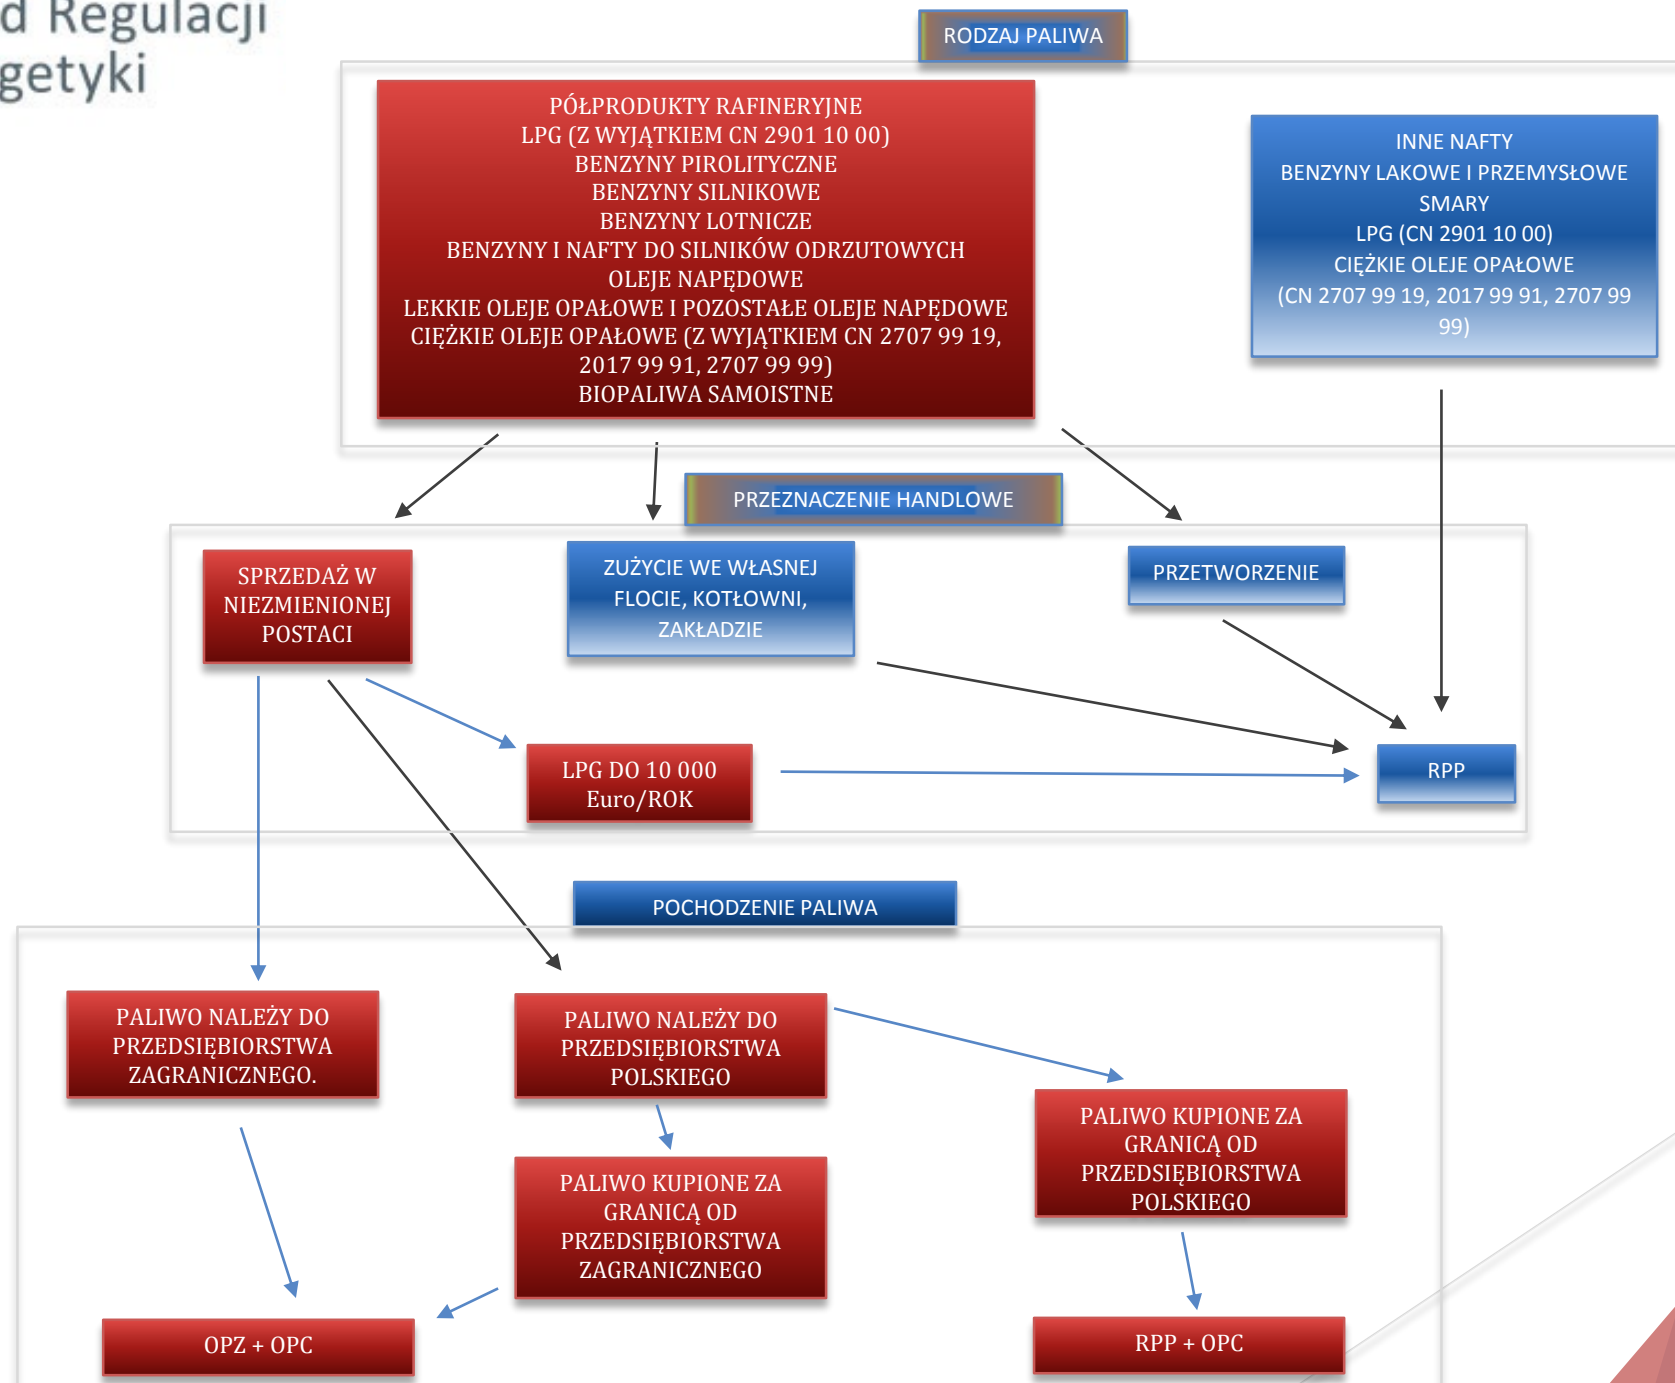 d Regulacji
getyki
RODZAJ PALIWA
PÓŁPRODUKTY RAFINERYJNE
LPG (Z WYJĄTKIEM CN 2901 10 00)
BENZYNY PIROLITYCZNE
BENZYNY SILNIKOWE
BENZYNY LOTNICZE
BENZYNY I NAFTY DO SILNIKÓW ODRZUTOWYCH
OLEJE NAPĘDOWE
LEKKIE OLEJE OPAŁOWE I POZOSTAŁE OLEJE NAPĘDOWE
CIĘŻKIE OLEJE OPAŁOWE (Z WYJĄTKIEM CN 2707 99 19,
2017 99 91, 2707 99 99)
BIOPALIWA SAMOISTNE
INNE NAFTY
BENZYNY LAKOWE I PRZEMYSŁOWE
SMARY
LPG (CN 2901 10 00)
CIĘŻKIE OLEJE OPAŁOWE
(CN 2707 99 19, 2017 99 91, 2707 99
99)
PRZEZNACZENIE HANDLOWE
SPRZEDAŻ W
NIEZMIENIONEJ
POSTACI
ZUŻYCIE WE WŁASNEJ
FLOCIE, KOTŁOWNI,
ZAKŁADZIE
PRZETWORZENIE
LPG DO 10 000
Euro/ROK
RPP
POCHODZENIE PALIWA
PALIWO NALEŻY DO
PRZEDSIĘBIORSTWA
ZAGRANICZNEGO.
PALIWO NALEŻY DO
PRZEDSIĘBIORSTWA
POLSKIEGO
PALIWO KUPIONE ZA
GRANICĄ OD
PRZEDSIĘBIORSTWA
POLSKIEGO
PALIWO KUPIONE ZA
GRANICĄ OD
PRZEDSIĘBIORSTWA
ZAGRANICZNEGO
OPZ + OPC
RPP + OPC